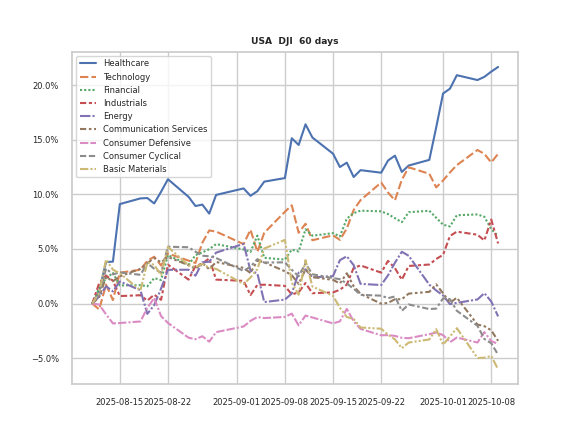 USA DJI 60 days
Healthcare
Technology
Financial
Industrials
Energy
Communication Services
Consumer Defensive
Consumer Cyclical
Basic Materials
20.0%
15.0%
10.0%
5.0%
0.0%
−5.0%
2025-08-15 2025-08-22 2025-09-01 2025-09-08 2025-09-15 2025-09-22 2025-10-01 2025-10-08